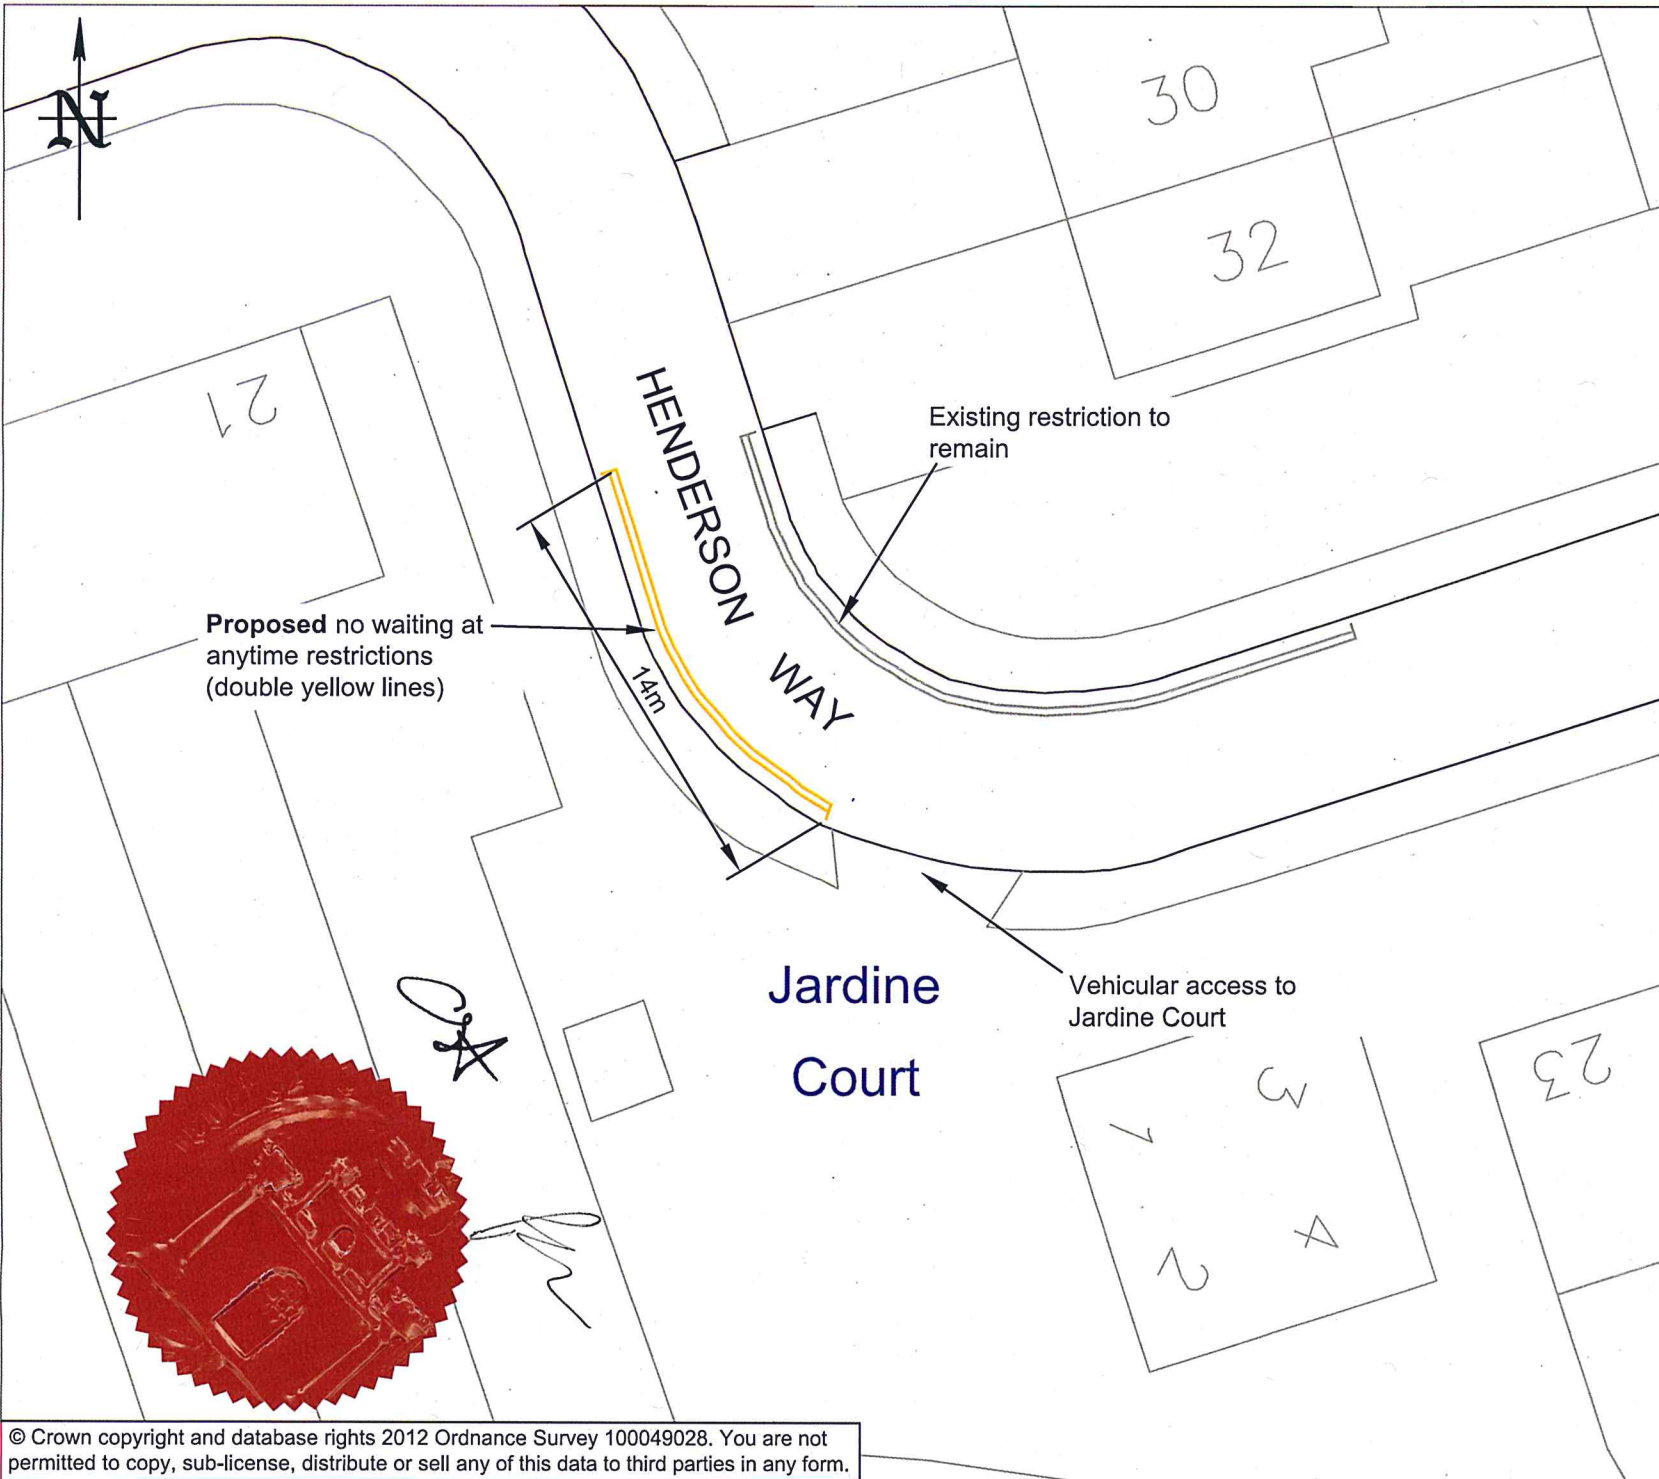 N
30
32
21
HENDERSON WAY
Existing restriction to
remain
Proposed no waiting at
anytime restrictions
(double yellow lines)
14m
Jardine
Court
Vehicular access to
Jardine Court
1
3
2
4
23
© Crown copyright and database rights 2012 Ordnance Survey 100049028. You are not
permitted to copy, sub-license, distribute or sell any of this data to third parties in any form.